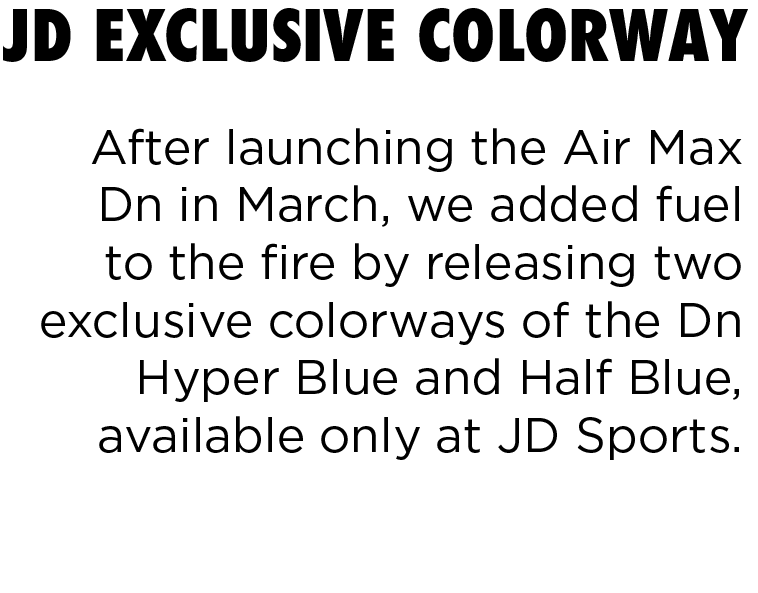 JD EXCLUSIVE COLORWAY
After launching the Air Max
Dn in March, we added fuel
to the fire by releasing two
exclusive colorways of the Dn
Hyper Blue and Half Blue,
available only at JD Sports.